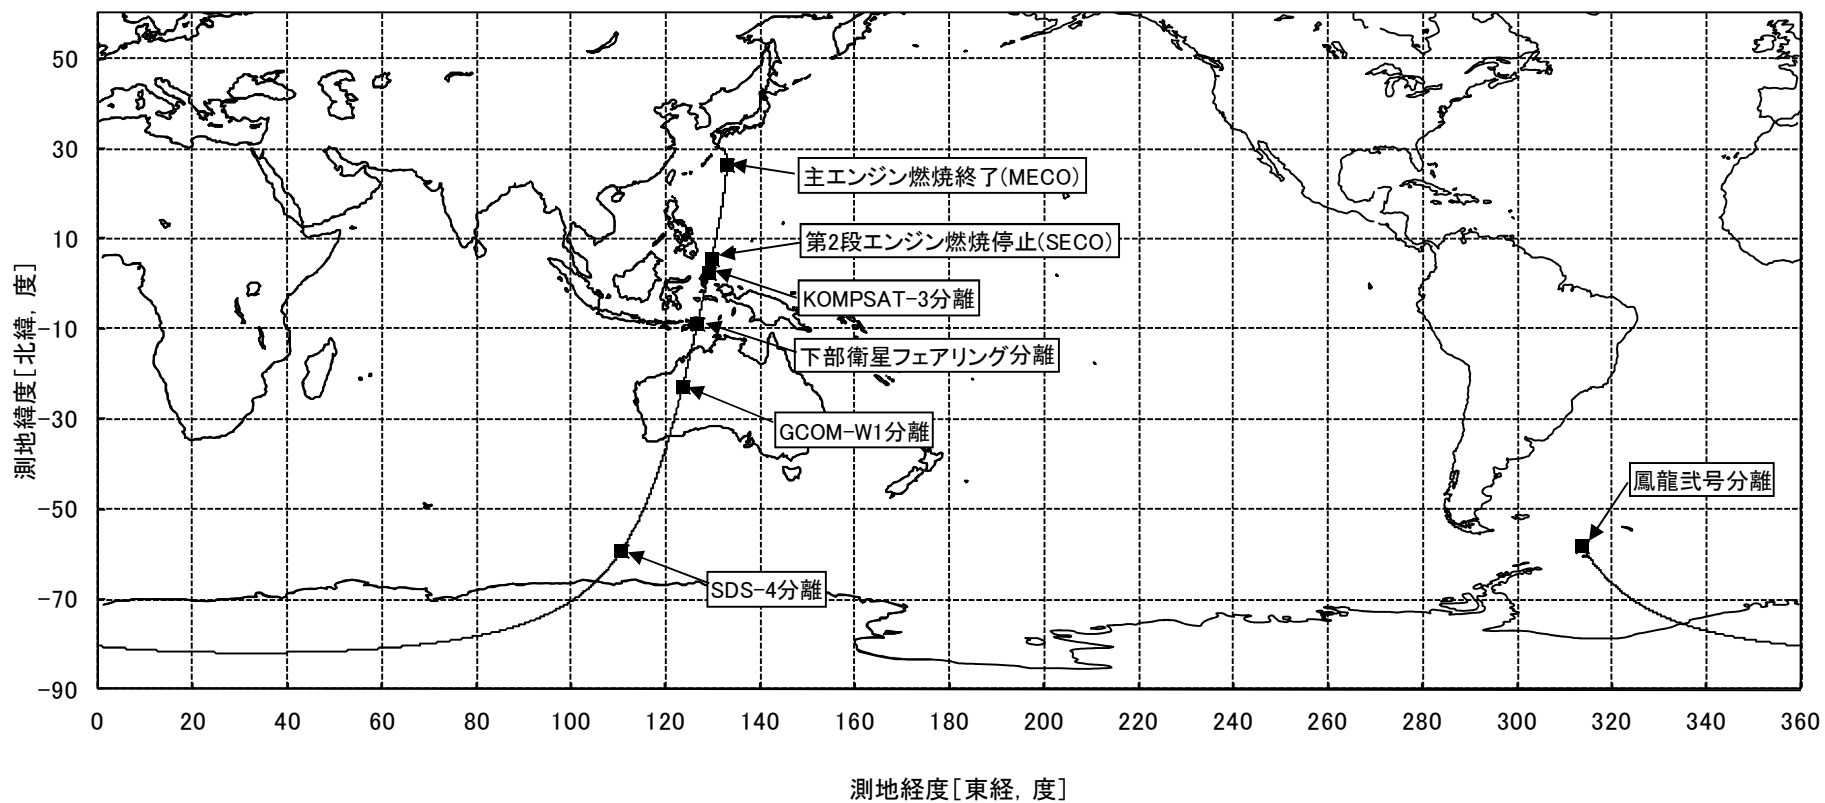 50
30
10
-10
-30
-50
-70
-90
測地緯度[北緯, 度]
主エンジン燃焼終了(MECO)
第2段エンジン燃焼停止(SECO)
KOMPSAT-3分離
下部衛星フェアリング分離
GCOM-W1分離
鳳龍弐号分離
SDS-4分離
0 20 40 60 80 100 120 140 160 180 200 220 240 260 280 300 320 340 360
測地経度[東経, 度]